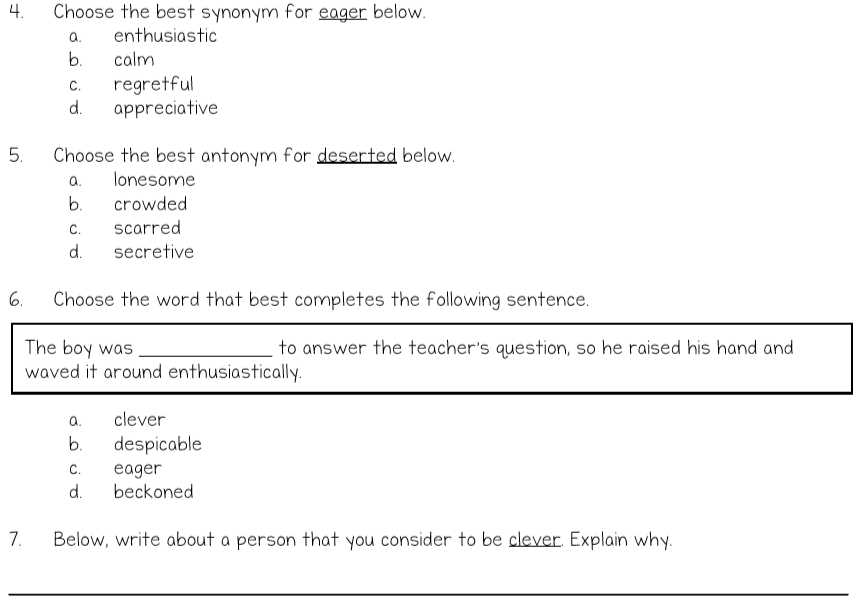 4. Choose the best synonym for eager below.
a. enthusiastic
b. calm
c. regretful
d. appreciative
5. Choose the best antonym for deserted below.
a. lonesome
b. crowded
c. scarred
d. secretive
6. Choose the word that best completes the following sentence.
The boy was ______________ to answer the teacher's question, so he raised his hand and
waved it around enthusiastically.
a. clever
b. despicable
c. eager
d. beckoned
7. Below, write about a person that you consider to be clever. Explain why.